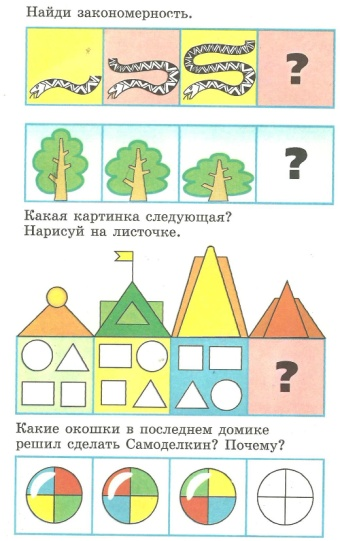 Найди закономерность.
?
?
Какая картинка следующая?
Нарисуй на листочке.
?
Какие окошки в последнем домике
решил сделать Самоделкин? Почему?